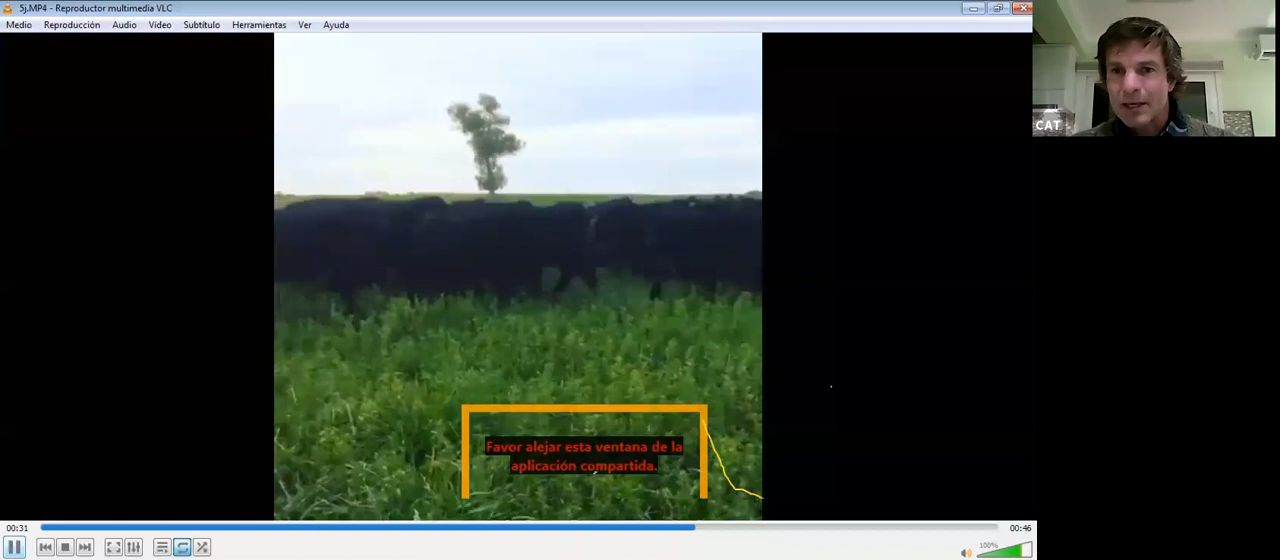 5j.MP4 - Reproductor multimedia VLC
Medio Reproducción Audio Vídeo Subtítulo Herramientas Ver Ayuda
CAT
Favor alejar esta ventana de la
aplicación compartida.
00:31
00:46
100%